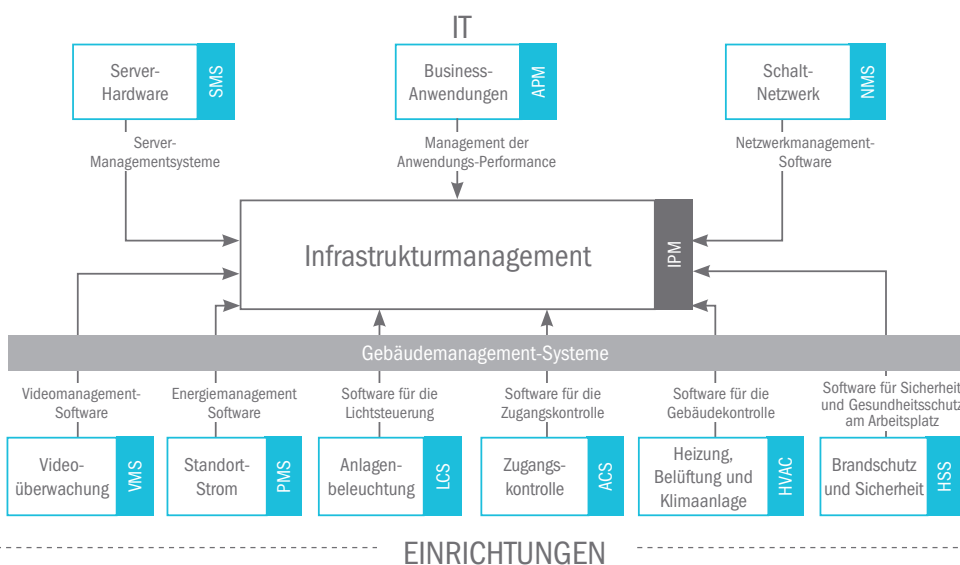 IT
Server-
Hardware
SMS
Business-
Anwendungen
APM
Schalt-
Netzwerk
NMS
Server-
Managementsysteme
Management der
Anwendungs-Performance
Netzwerkmanagement-
Software
Infrastrukturmanagement
IPM
Gebäudemanagement-Systeme
Videomanagement-
Software
Energiemanagement
Software
Software für die
Lichtsteuerung
Software für die
Zugangskontrolle
Software für die
Gebäudekontrolle
Software für Sicherheit
und Gesundheitsschutz
am Arbeitsplatz
Video-
überwachung
VMS
Standort-
Strom
PMS
Anlagen-
beleuchtung
LCS
Zugangs-
kontrolle
ACS
Heizung,
Belüftung und
Klimaanlage
HVAC
Brandschutz
und Sicherheit
HSS
EINRICHTUNGEN